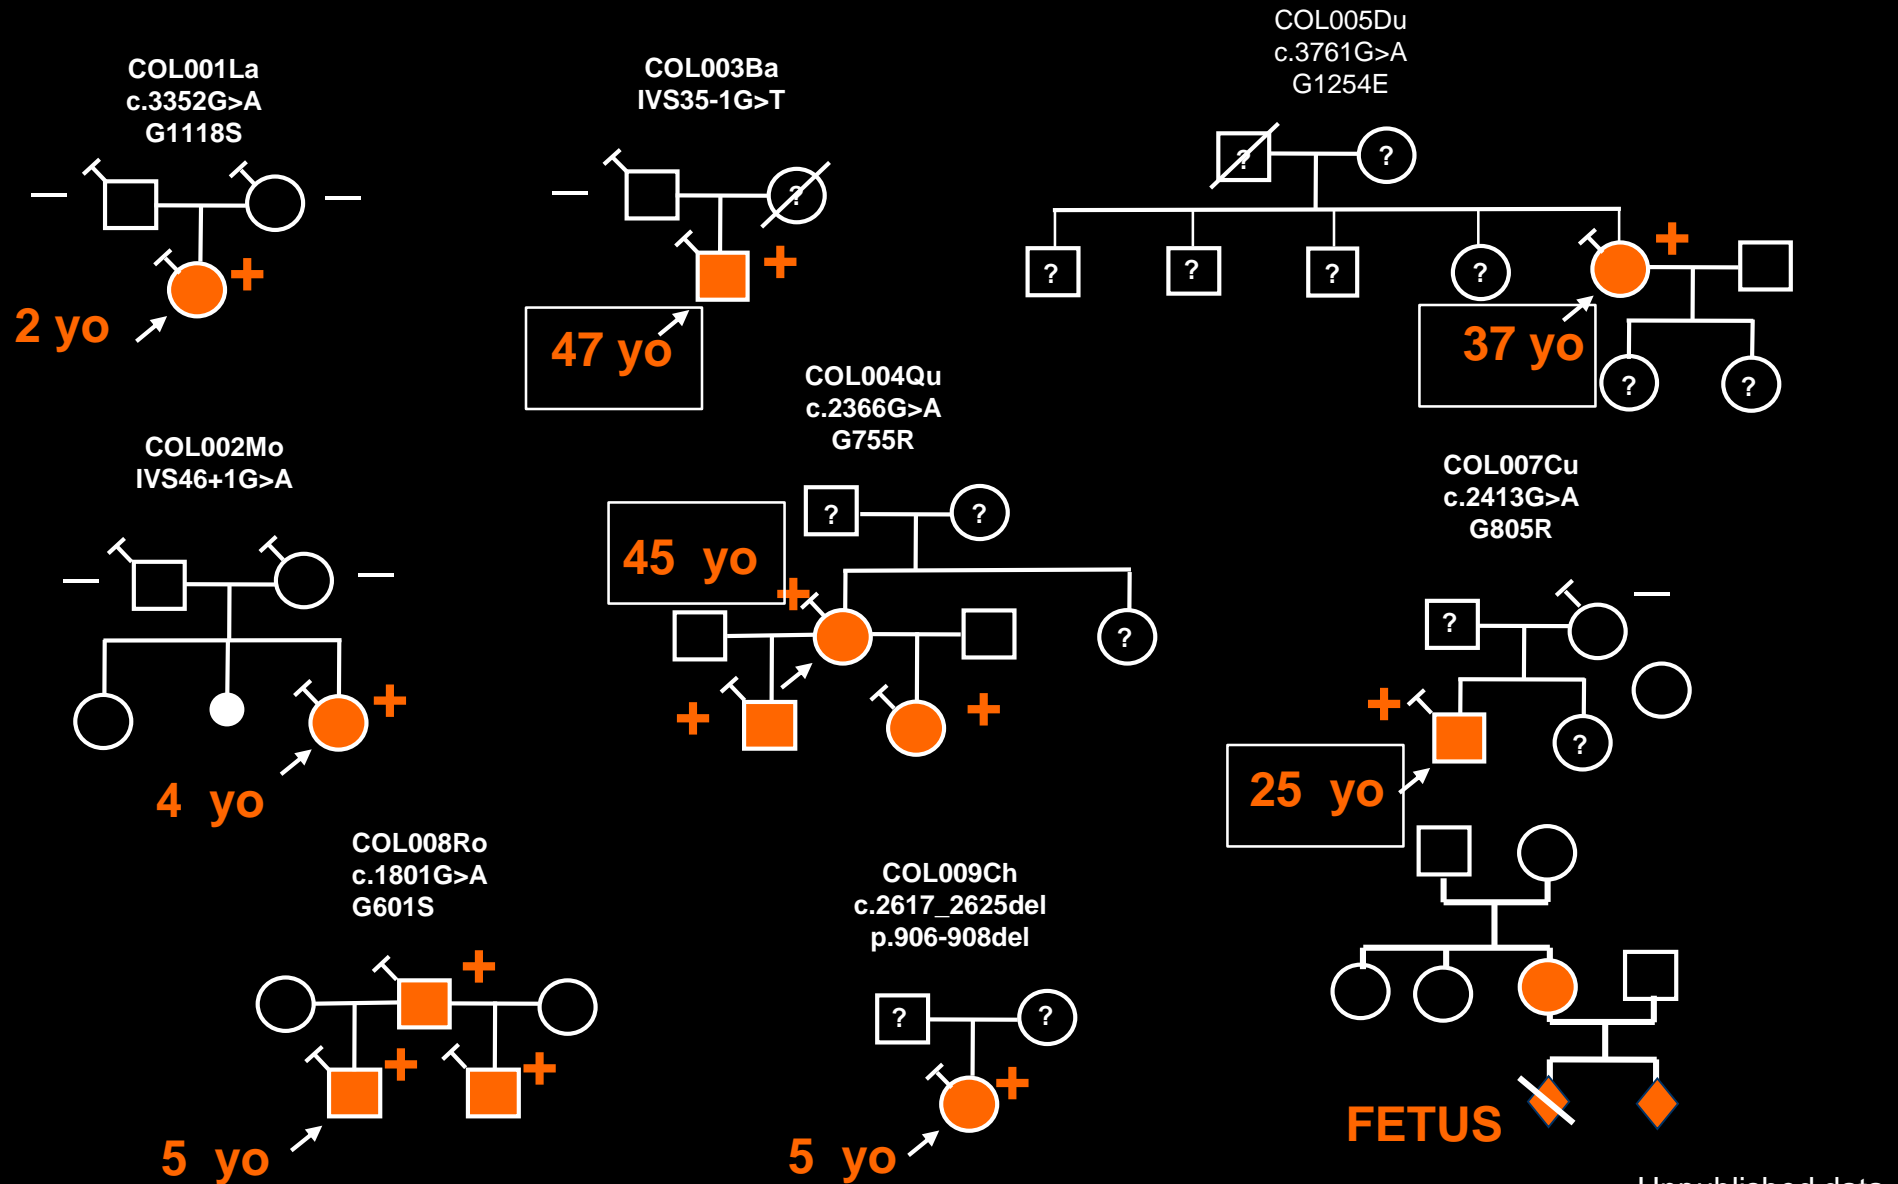 COL001La
c.3352G>A
G1118S
2 yo
COL003Ba
IVS35-1G>T
?
47 yo
COL005Du
c.3761G>A
G1254E
?
?
?
?
?
?
37 yo
?
?
COL002Mo
IVS46+1G>A
4 yo
COL004Qu
c.2366G>A
G755R
45 yo
?
?
?
COL007Cu
c.2413G>A
G805R
?
?
25 yo
COL008Ro
c.1801G>A
G601S
5 yo
COL009Ch
c.2617_2625del
p.906-908del
?
?
5 yo
FETUS
Unpublished data